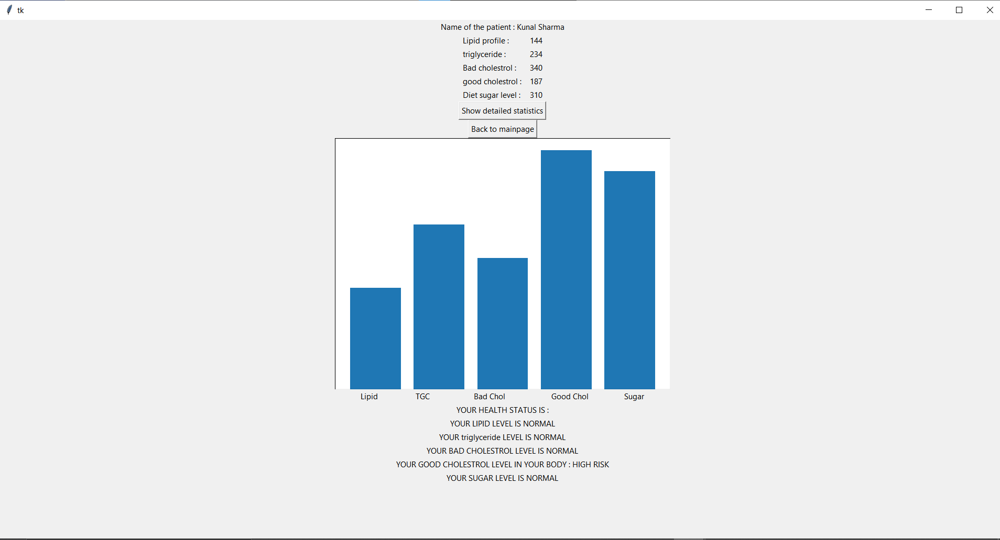 tk
Name of the patient : Kunal Sharma
Lipid profile : 144
triglyceride : 234
Bad cholestrol : 340
good cholestrol : 187
Diet sugar level : 310
Show detailed statistics
Back to mainpage
Lipid TGC Bad Chol Good Chol Sugar
YOUR HEALTH STATUS IS :
YOUR LIPID LEVEL IS NORMAL
YOUR triglyceride LEVEL IS NORMAL
YOUR BAD CHOLESTROL LEVEL IS NORMAL
YOUR GOOD CHOLESTROL LEVEL IN YOUR BODY : HIGH RISK
YOUR SUGAR LEVEL IS NORMAL